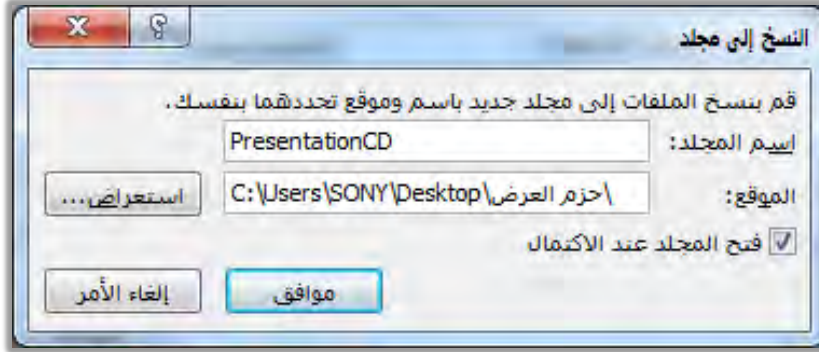 النسخ إلى مجلد
قم بنسخ الملفات إلى مجلد جديد باسم وموقع تحددهما بنفسك.
اسم المجلد: PresentationCD
الموقع: C:\Users\SONY\Desktop\حزم العرض\ استعراض...
فتح المجلد عند الاكتمال
موافق إلغاء الأمر